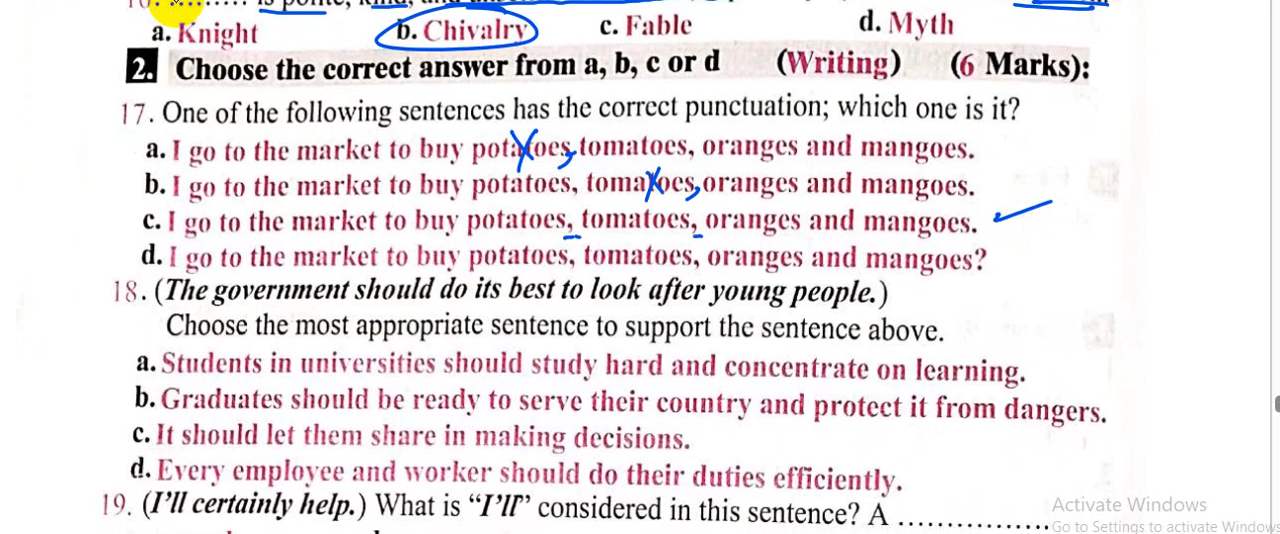 is polite, kind, and
a. Knight b. Chivalry c. Fable d. Myth
2. Choose the correct answer from a, b, c or d (Writing) (6 Marks):
17. One of the following sentences has the correct punctuation; which one is it?
a. I go to the market to buy potatoes, tomatoes, oranges and mangoes.
b. I go to the market to buy potatoes, tomatoes, oranges and mangoes.
c. I go to the market to buy potatoes, tomatoes, oranges and mangoes.
d. I go to the market to buy potatoes, tomatoes, oranges and mangoes?
18. (The government should do its best to look after young people.)
Choose the most appropriate sentence to support the sentence above.
a. Students in universities should study hard and concentrate on learning.
b. Graduates should be ready to serve their country and protect it from dangers.
c. It should let them share in making decisions.
d. Every employee and worker should do their duties efficiently.
19. (I'll certainly help.) What is “I'll” considered in this sentence? A ................
Activate Windows
Go to Settings to activate Windows